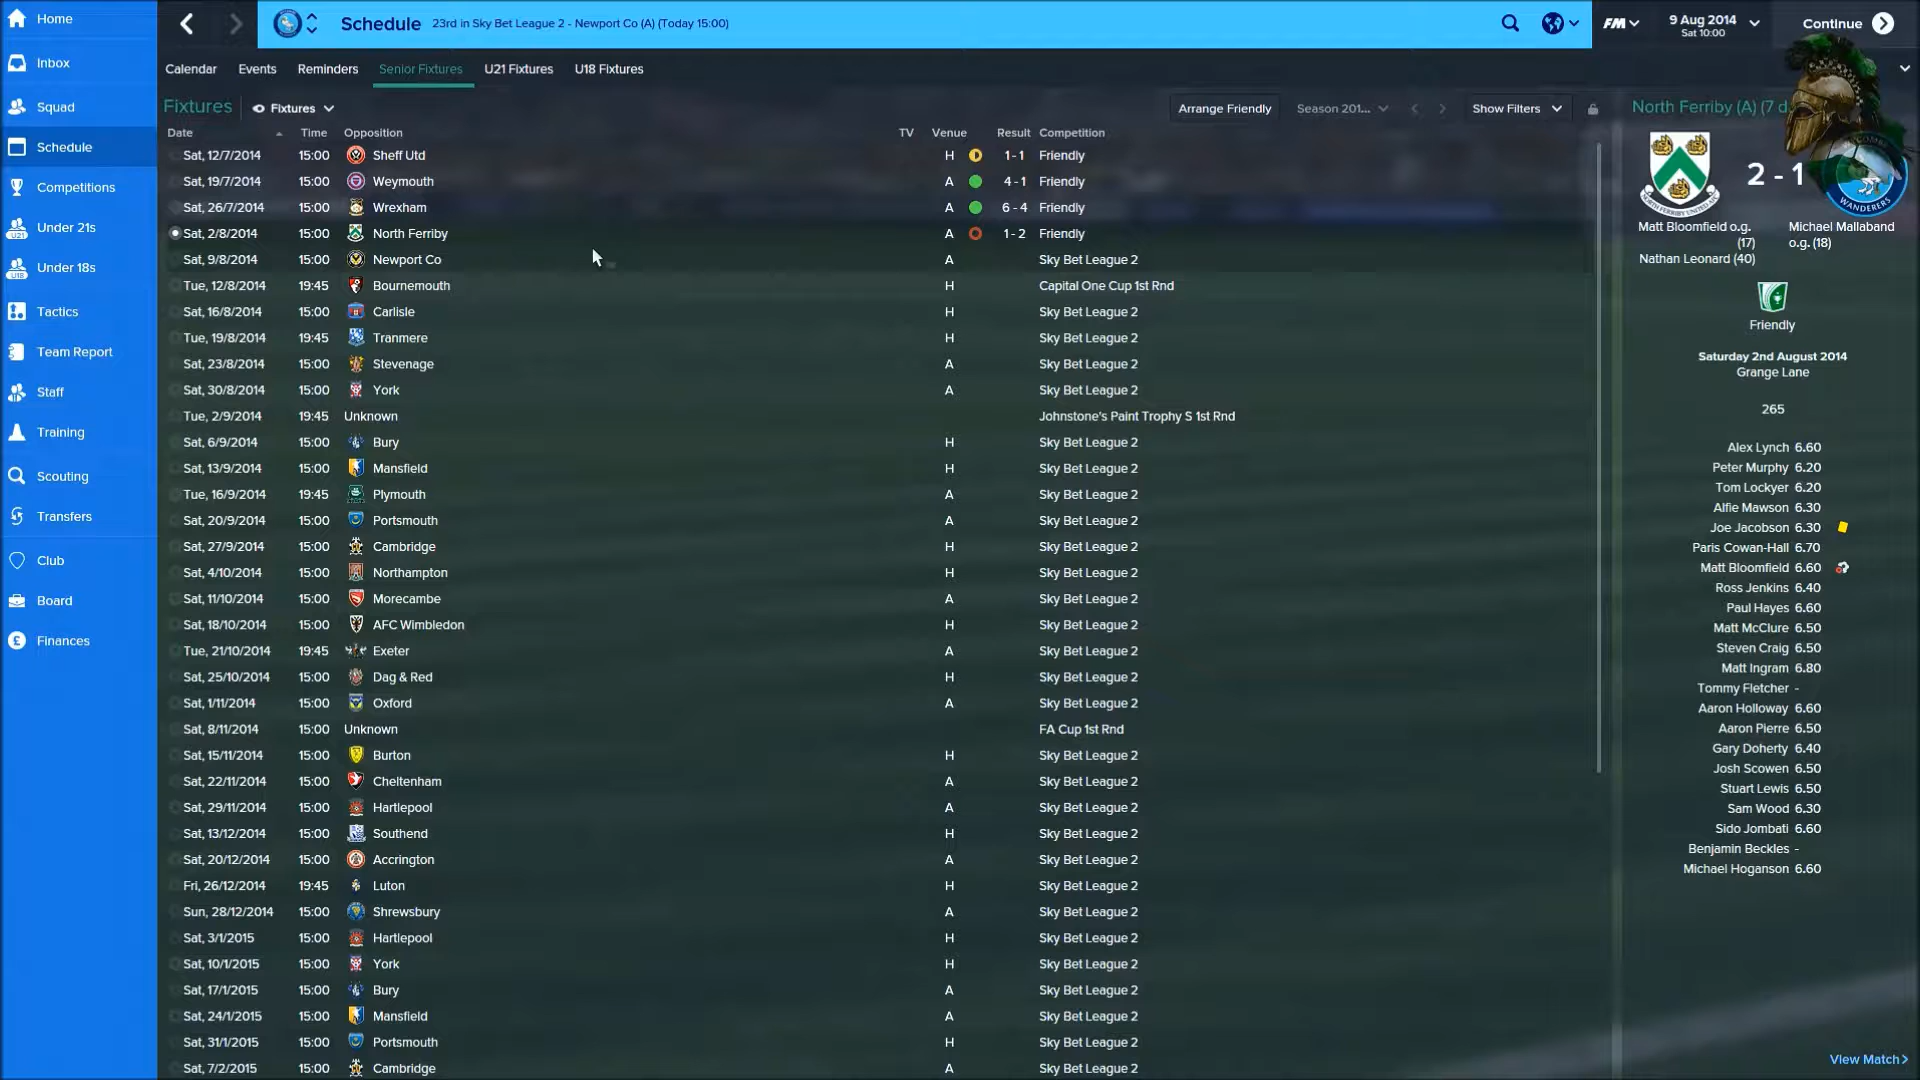 Home
Inbox
Squad
Schedule
Competitions
Under 21s
Under 18s
Tactics
Team Report
Staff
Training
Scouting
Transfers
Club
Board
Finances
Schedule 23rd in Sky Bet League 2 - Newport Co (A) (Today 15:00)
FM
9 Aug 2014
Sat 10:00
Continue
Calendar Events Reminders Senior Fixtures U21 Fixtures U18 Fixtures
Fixtures Fixtures Arrange Friendly Season 201... Show Filters
Date Time Opposition TV Venue Result Competition
Sat, 12/7/2014 15:00 Sheff Utd H 1 - 1 Friendly
Sat, 19/7/2014 15:00 Weymouth A 4 - 1 Friendly
Sat, 26/7/2014 15:00 Wrexham A 6 - 4 Friendly
Sat, 2/8/2014 15:00 North Ferriby A 1 - 2 Friendly
Sat, 9/8/2014 15:00 Newport Co A Sky Bet League 2
Tue, 12/8/2014 19:45 Bournemouth H Capital One Cup 1st Rnd
Sat, 16/8/2014 15:00 Carlisle H Sky Bet League 2
Tue, 19/8/2014 19:45 Tranmere H Sky Bet League 2
Sat, 23/8/2014 15:00 Stevenage A Sky Bet League 2
Sat, 30/8/2014 15:00 York A Sky Bet League 2
Tue, 2/9/2014 19:45 Unknown Johnstone's Paint Trophy S 1st Rnd
Sat, 6/9/2014 15:00 Bury H Sky Bet League 2
Sat, 13/9/2014 15:00 Mansfield H Sky Bet League 2
Tue, 16/9/2014 19:45 Plymouth A Sky Bet League 2
Sat, 20/9/2014 15:00 Portsmouth A Sky Bet League 2
Sat, 27/9/2014 15:00 Cambridge H Sky Bet League 2
Sat, 4/10/2014 15:00 Northampton H Sky Bet League 2
Sat, 11/10/2014 15:00 Morecambe A Sky Bet League 2
Sat, 18/10/2014 15:00 AFC Wimbledon H Sky Bet League 2
Tue, 21/10/2014 19:45 Exeter A Sky Bet League 2
Sat, 25/10/2014 15:00 Dag & Red H Sky Bet League 2
Sat, 1/11/2014 15:00 Oxford A Sky Bet League 2
Sat, 8/11/2014 15:00 Unknown FA Cup 1st Rnd
Sat, 15/11/2014 15:00 Burton H Sky Bet League 2
Sat, 22/11/2014 15:00 Cheltenham A Sky Bet League 2
Sat, 29/11/2014 15:00 Hartlepool A Sky Bet League 2
Sat, 13/12/2014 15:00 Southend H Sky Bet League 2
Sat, 20/12/2014 15:00 Accrington A Sky Bet League 2
Fri, 26/12/2014 19:45 Luton H Sky Bet League 2
Sun, 28/12/2014 15:00 Shrewsbury A Sky Bet League 2
Sat, 3/1/2015 15:00 Hartlepool H Sky Bet League 2
Sat, 10/1/2015 15:00 York H Sky Bet League 2
Sat, 17/1/2015 15:00 Bury A Sky Bet League 2
Sat, 24/1/2015 15:00 Mansfield A Sky Bet League 2
Sat, 31/1/2015 15:00 Portsmouth H Sky Bet League 2
Sat, 7/2/2015 15:00 Cambridge A Sky Bet League 2
North Ferriby (A) (7 d
2 - 1
WANDERERS
Matt Bloomfield o.g.
(17)
Nathan Leonard (40)
Michael Mallaband
o.g. (18)
Friendly
Saturday 2nd August 2014
Grange Lane
265
Alex Lynch 6.60
Peter Murphy 6.20
Tom Lockyer 6.20
Alfie Mawson 6.30
Joe Jacobson 6.30
Paris Cowan-Hall 6.70
Matt Bloomfield 6.60
Ross Jenkins 6.40
Paul Hayes 6.60
Matt McClure 6.50
Steven Craig 6.50
Matt Ingram 6.80
Tommy Fletcher -
Aaron Holloway 6.60
Aaron Pierre 6.50
Gary Doherty 6.40
Josh Scowen 6.50
Stuart Lewis 6.50
Sam Wood 6.30
Sido Jombati 6.60
Benjamin Beckles -
Michael Hoganson 6.60
View Match>